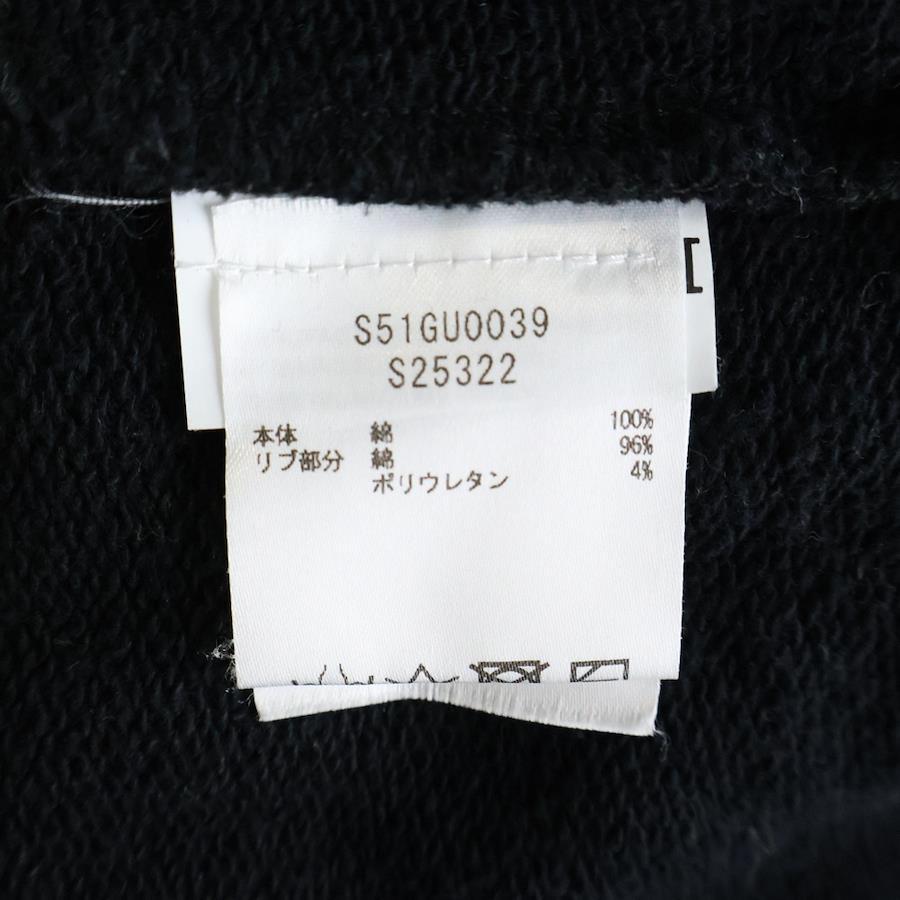 S51GU0039
S25322
本体 綿 100%
リブ部分 綿 96%
ポリウレタン 4%